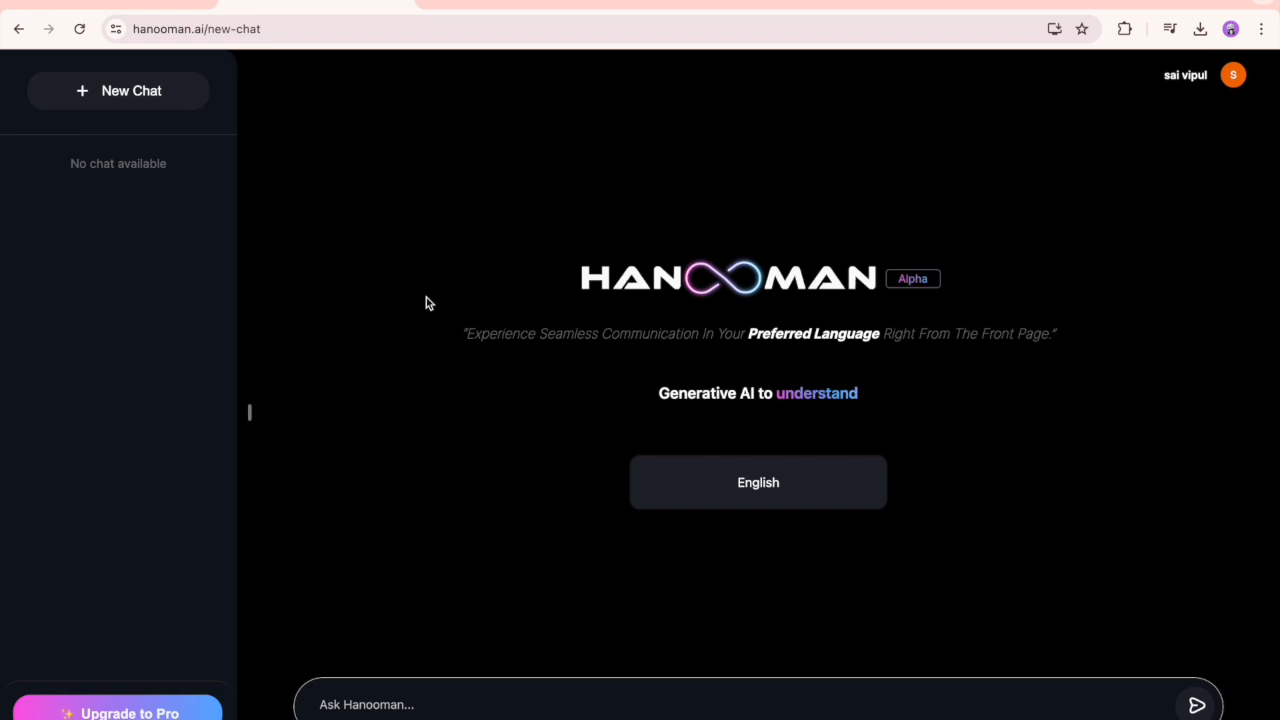 hanooman.ai/new-chat
sai vipul
S
+ New Chat
No chat available
HANOOMAN Alpha
"Experience Seamless Communication In Your Preferred Language Right From The Front Page."
Generative AI to understand
English
Ask Hanooman...
Upgrade to Pro